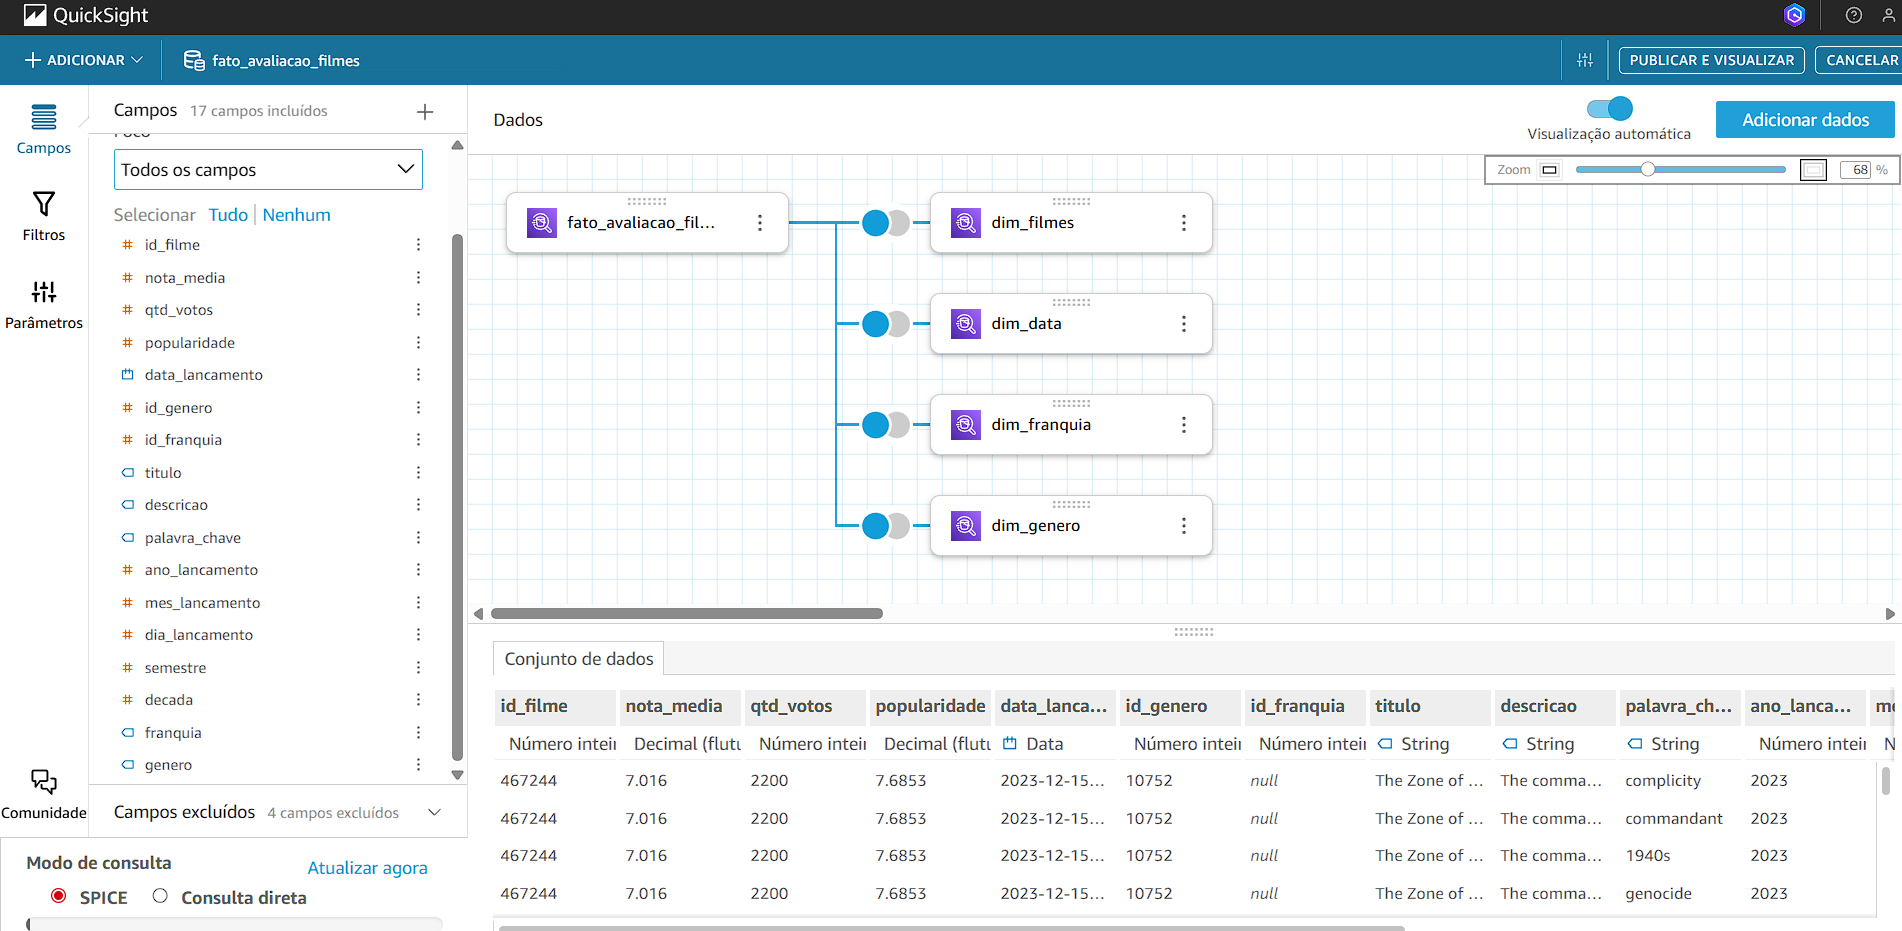 QuickSight
ADICIONAR
fato_avaliacao_filmes
PUBLICAR E VISUALIZAR
CANCELAR
Campos
Filtros
Parâmetros
Comunidade
Campos 17 campos incluídos
Foco
Todos os campos
Selecionar Tudo Nenhum
id_filme
nota_media
qtd_votos
popularidade
data_lancamento
id_genero
id_franquia
titulo
descricao
palavra_chave
ano_lancamento
mes_lancamento
dia_lancamento
semestre
decada
franquia
genero
Campos excluídos 4 campos excluídos
Modo de consulta Atualizar agora
SPICE Consulta direta
Dados
Visualização automática
Adicionar dados
Zoom 68 %
fato_avaliacao_fil...
dim_filmes
dim_data
dim_franquia
dim_genero
Conjunto de dados
id_filme nota_media qtd_votos popularidade data_lanca... id_genero id_franquia titulo descricao palavra_ch... ano_lanca... me
Número intei Decimal (flutu Número intei Decimal (flutu Data Número intei Número intei String String String Número intei N
467244 7.016 2200 7.6853 2023-12-15... 10752 null The Zone of ... The comma... complicity 2023
467244 7.016 2200 7.6853 2023-12-15... 10752 null The Zone of ... The comma... commandant 2023
467244 7.016 2200 7.6853 2023-12-15... 10752 null The Zone of ... The comma... 1940s 2023
467244 7.016 2200 7.6853 2023-12-15... 10752 null The Zone of ... The comma... genocide 2023